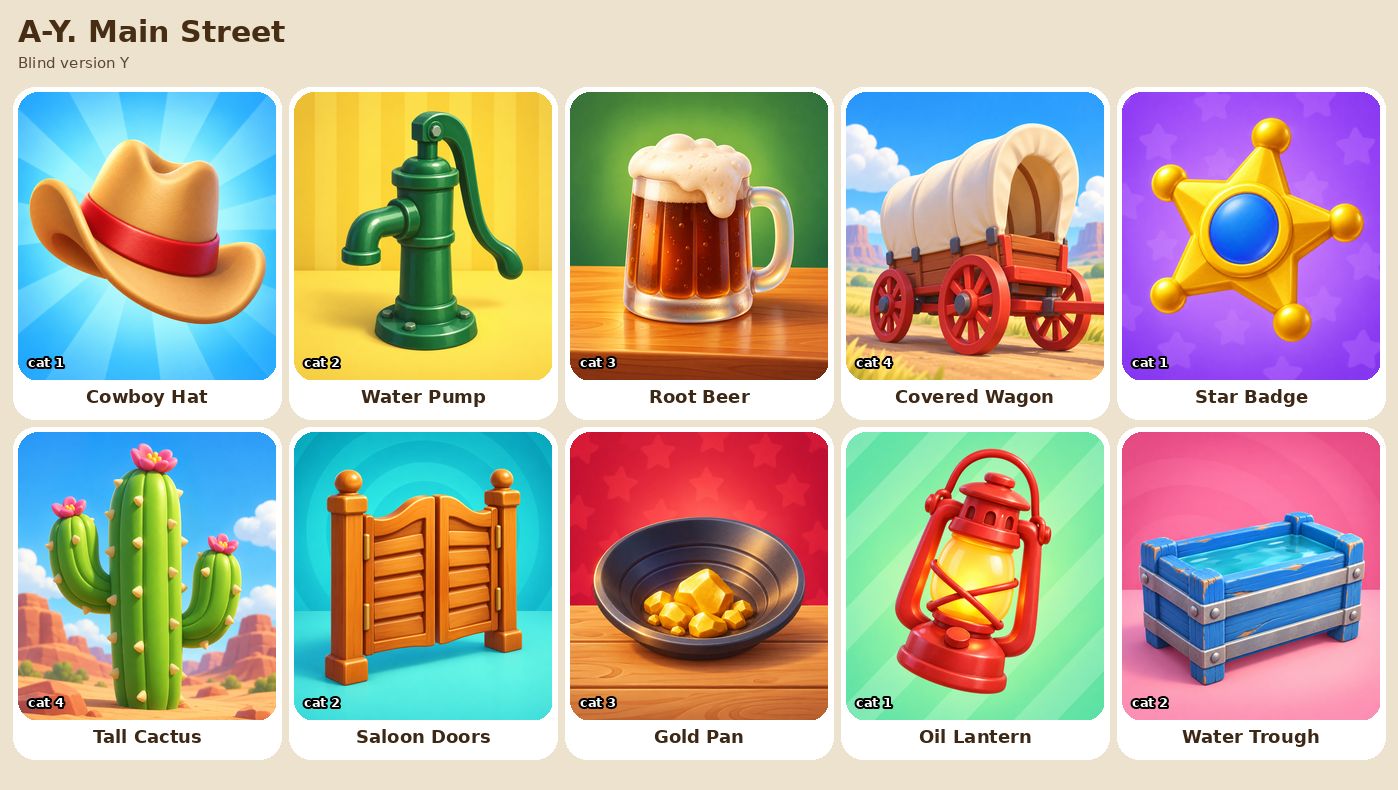 A-Y. Main Street
Blind version Y
cat 1
cat 2
cat 3
cat 4
cat 1
Cowboy Hat
Water Pump
Root Beer
Covered Wagon
Star Badge
cat 4
cat 2
cat 3
cat 1
cat 2
Tall Cactus
Saloon Doors
Gold Pan
Oil Lantern
Water Trough